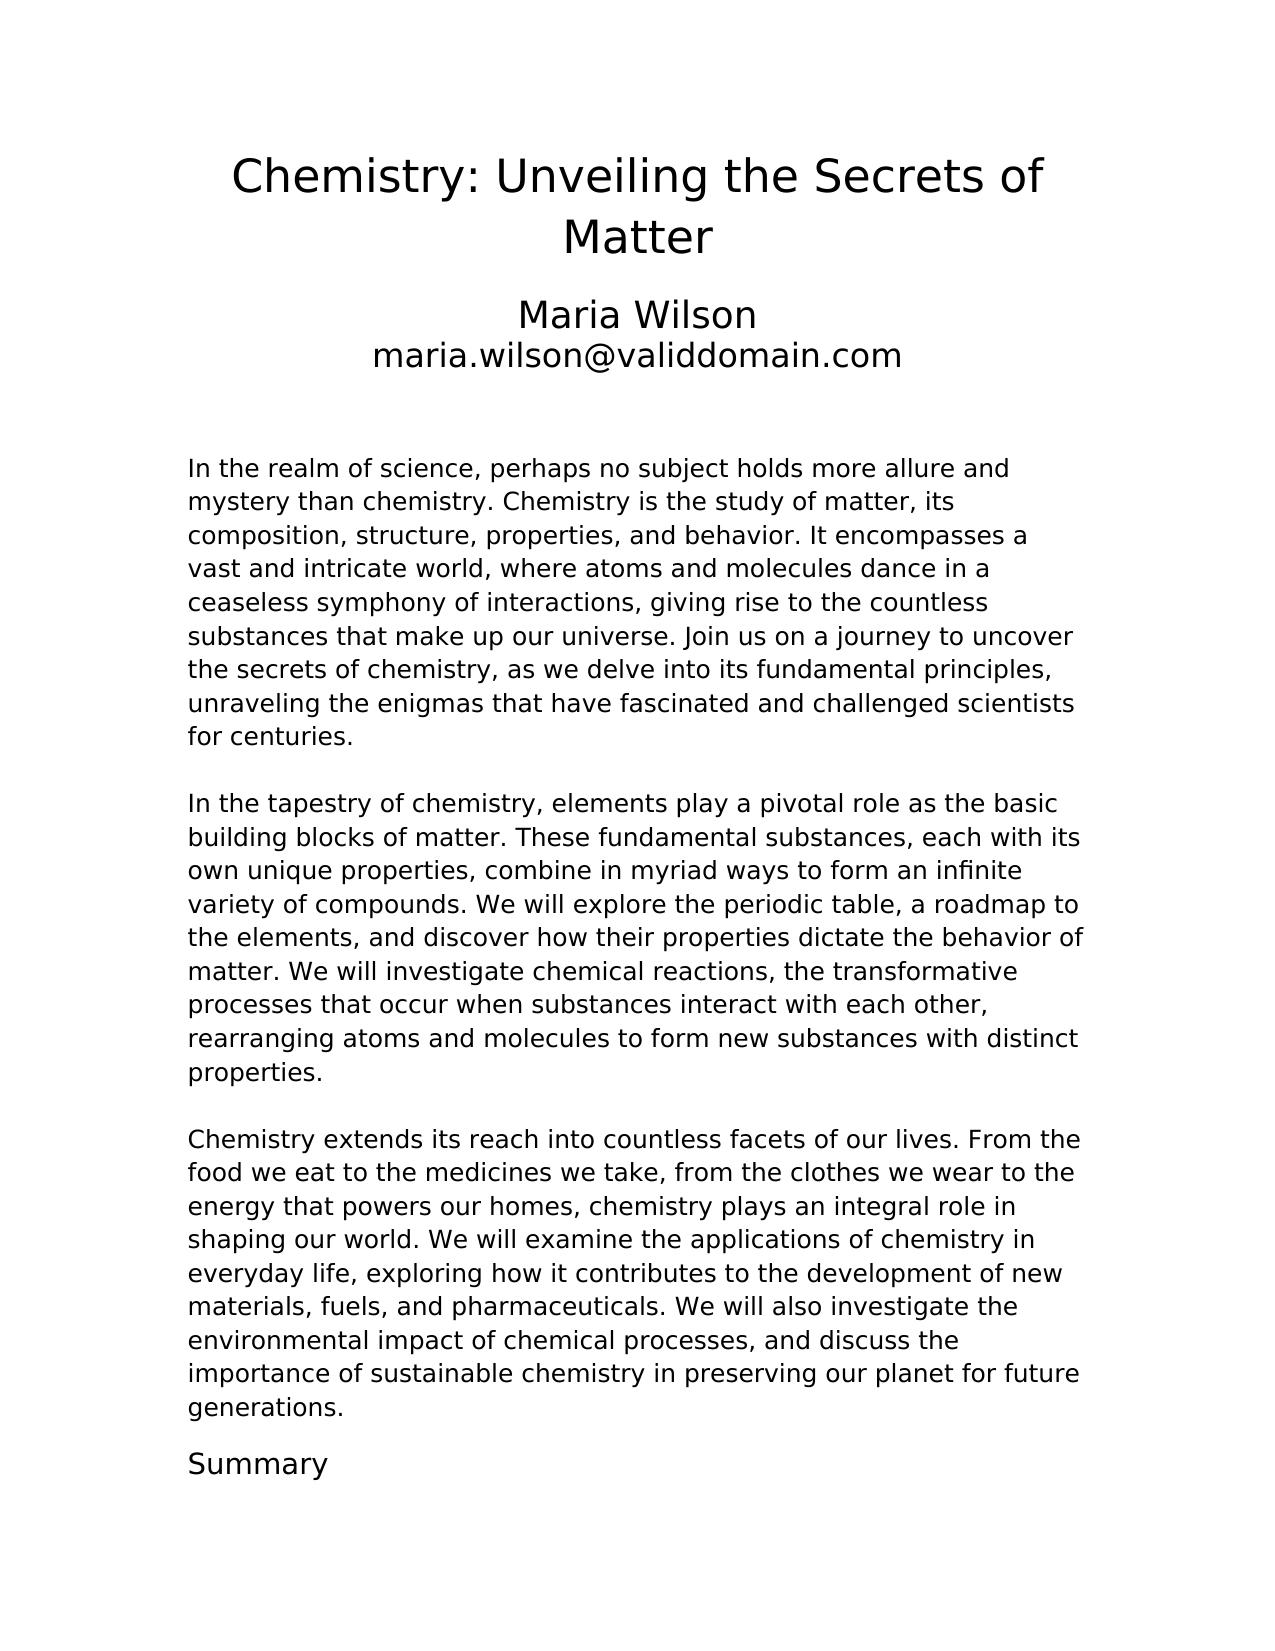 Chemistry: Unveiling the Secrets of
Matter
Maria Wilson
maria.wilson@validdomain.com
In the realm of science, perhaps no subject holds more allure and
mystery than chemistry. Chemistry is the study of matter, its
composition, structure, properties, and behavior. It encompasses a
vast and intricate world, where atoms and molecules dance in a
ceaseless symphony of interactions, giving rise to the countless
substances that make up our universe. Join us on a journey to uncover
the secrets of chemistry, as we delve into its fundamental principles,
unraveling the enigmas that have fascinated and challenged scientists
for centuries.
In the tapestry of chemistry, elements play a pivotal role as the basic
building blocks of matter. These fundamental substances, each with its
own unique properties, combine in myriad ways to form an infinite
variety of compounds. We will explore the periodic table, a roadmap to
the elements, and discover how their properties dictate the behavior of
matter. We will investigate chemical reactions, the transformative
processes that occur when substances interact with each other,
rearranging atoms and molecules to form new substances with distinct
properties.
Chemistry extends its reach into countless facets of our lives. From the
food we eat to the medicines we take, from the clothes we wear to the
energy that powers our homes, chemistry plays an integral role in
shaping our world. We will examine the applications of chemistry in
everyday life, exploring how it contributes to the development of new
materials, fuels, and pharmaceuticals. We will also investigate the
environmental impact of chemical processes, and discuss the
importance of sustainable chemistry in preserving our planet for future
generations.
Summary